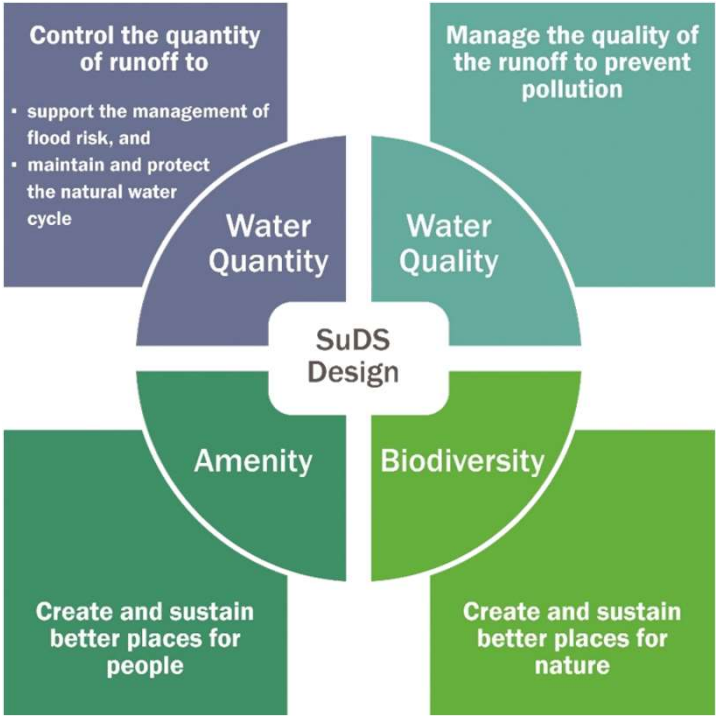 Control the quantity
of runoff to
▪ support the management of
flood risk, and
▪ maintain and protect
the natural water
cycle
Manage the quality of
the runoff to prevent
pollution
Water
Quantity
Water
Quality
SuDS
Design
Amenity
Biodiversity
Create and sustain
better places for
people
Create and sustain
better places for
nature